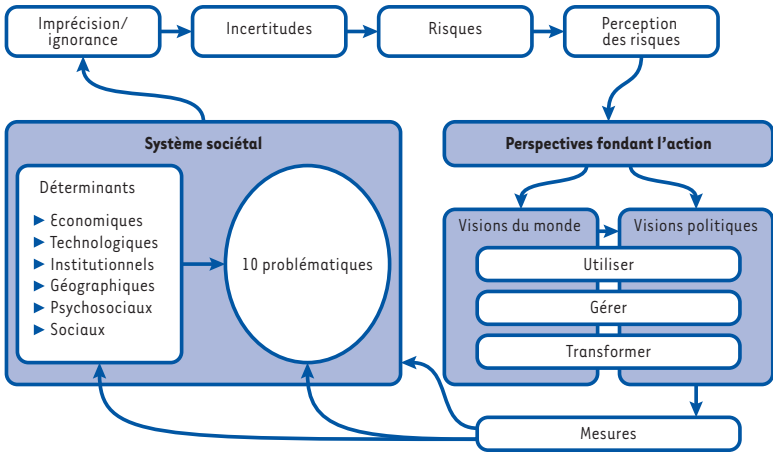 Imprécision/
ignorance
Incertitudes
Risques
Perception
des risques
Système sociétal
Déterminants
► Economiques
► Technologiques
► Institutionnels
► Géographiques
► Psychosociaux
► Sociaux
10 problématiques
Perspectives fondant l’action
Visions du monde
Visions politiques
Utiliser
Gérer
Transformer
Mesures